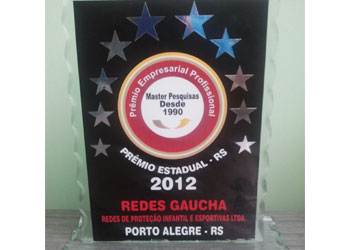 Prêmio Empresarial Profissional
Master Pesquisas
Desde
1990
PRÊMIO ESTADUAL - RS
2012
REDES GAUCHA
REDES DE PROTEÇÃO INFANTIL E ESPORTIVAS LTDA.
PORTO ALEGRE - RS